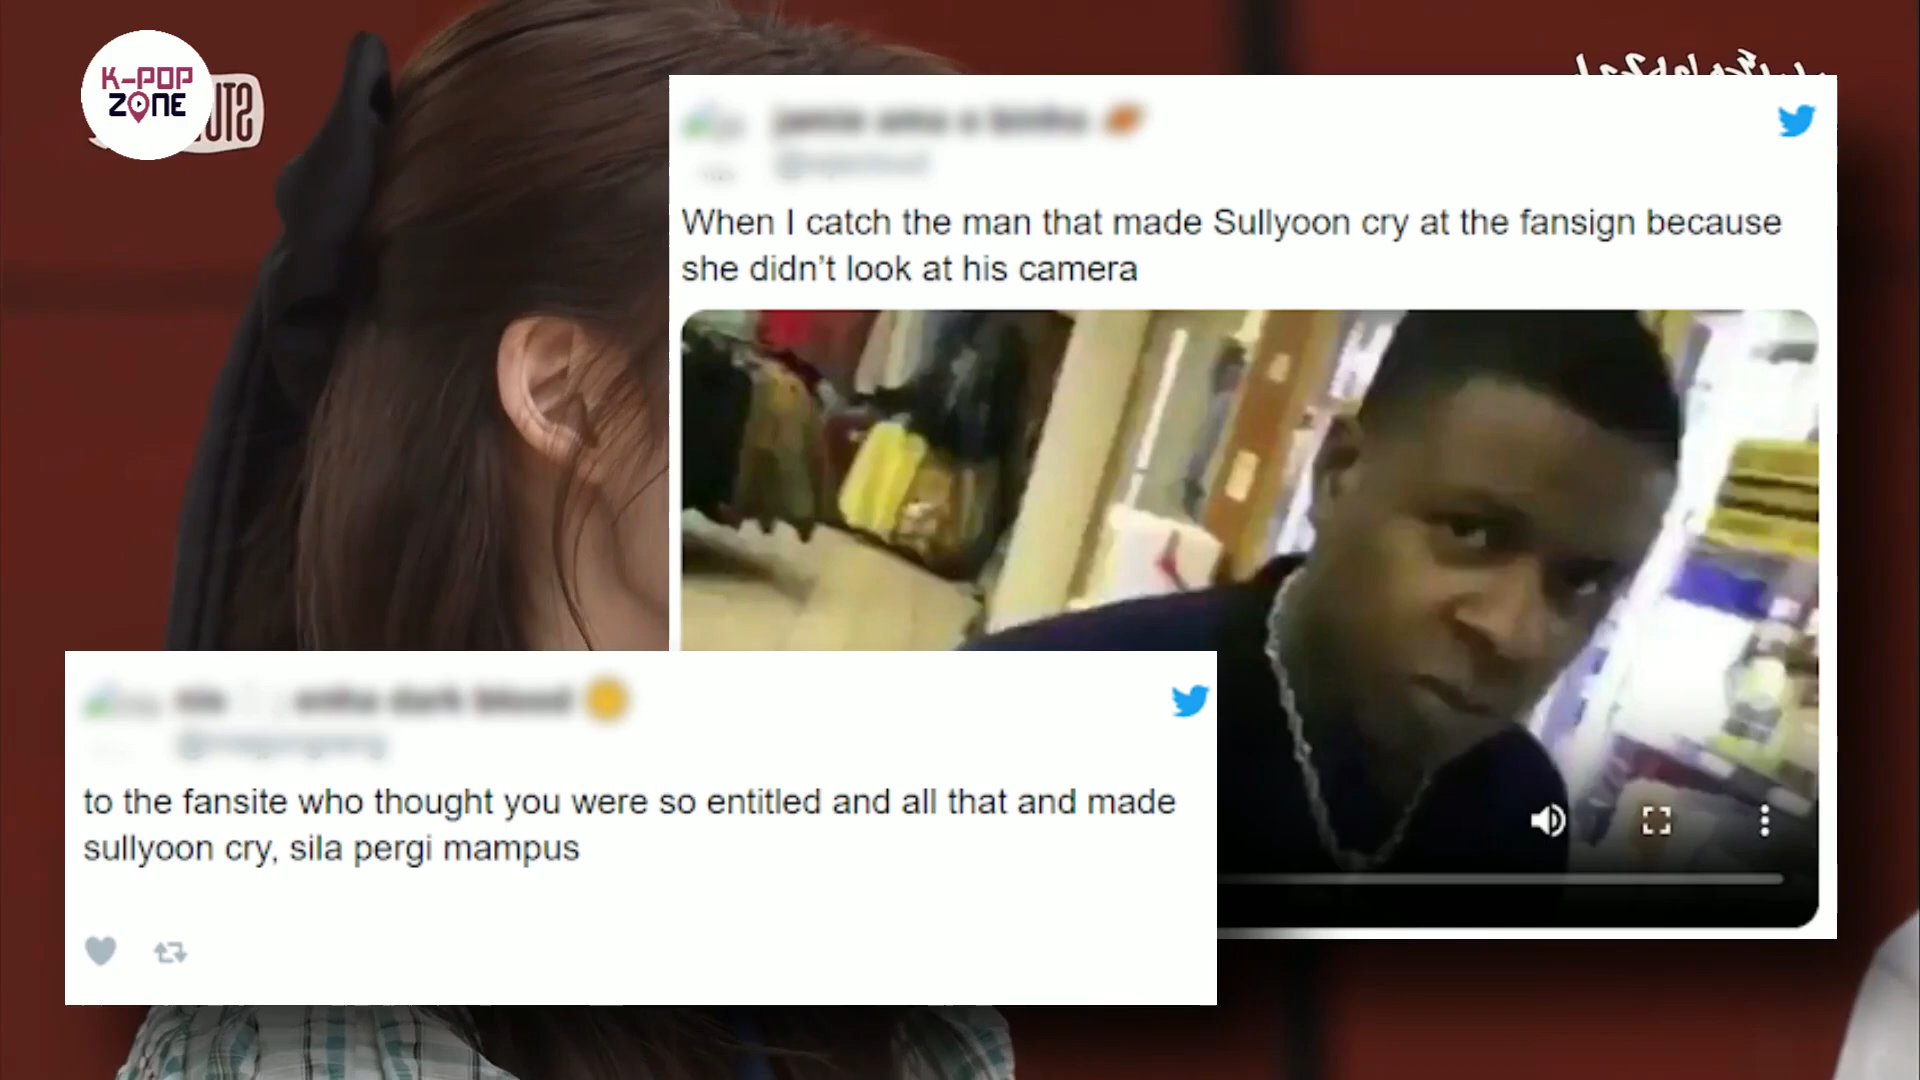 K-POP
ZONE
When I catch the man that made Sullyoon cry at the fansign because
she didn't look at his camera
to the fansite who thought you were so entitled and all that and made
sullyoon cry, sila pergi mampus